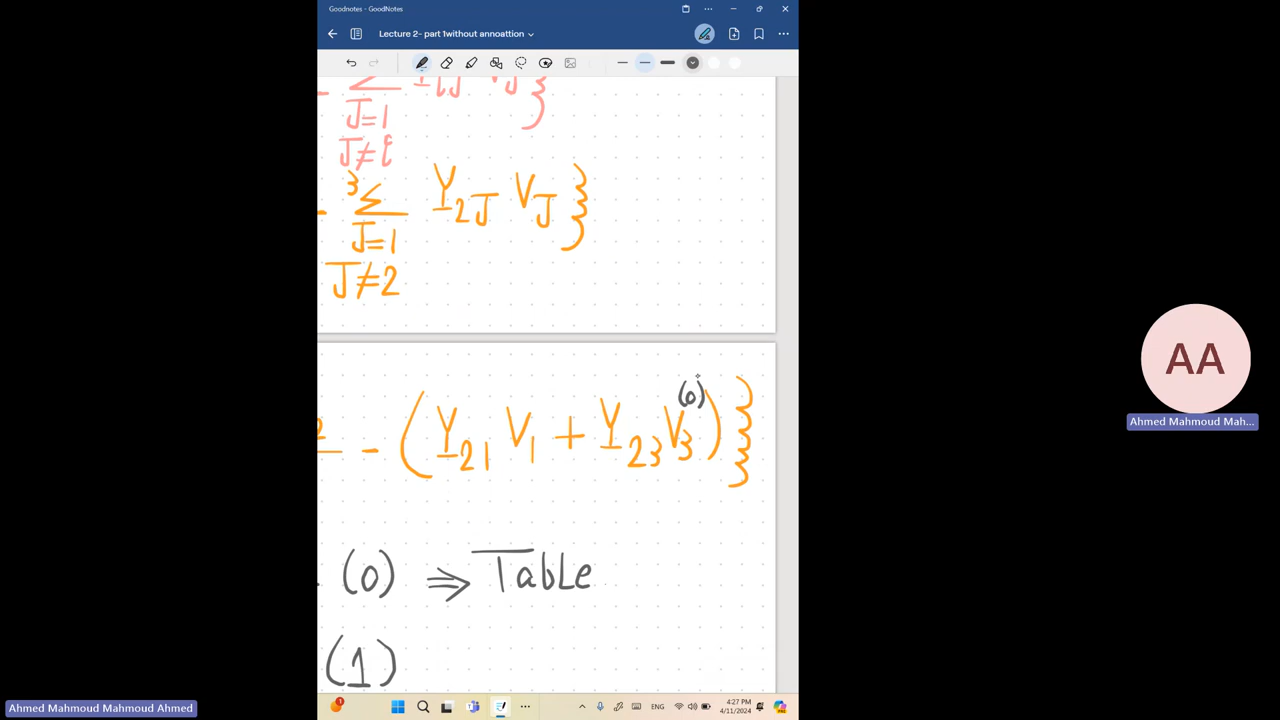 Goodnotes - GoodNotes
Lecture 2- part 1without annoattion
J=1
J≠i
- 3 Σ Y2J VJ }
J=1
J≠2
- (Y21 V1 + Y23 V3(0)) }
(0) ⇒ Table
(1)
AA
Ahmed Mahmoud Mah...
Ahmed Mahmoud Mahmoud Ahmed
ENG
4:27 PM
4/11/2024